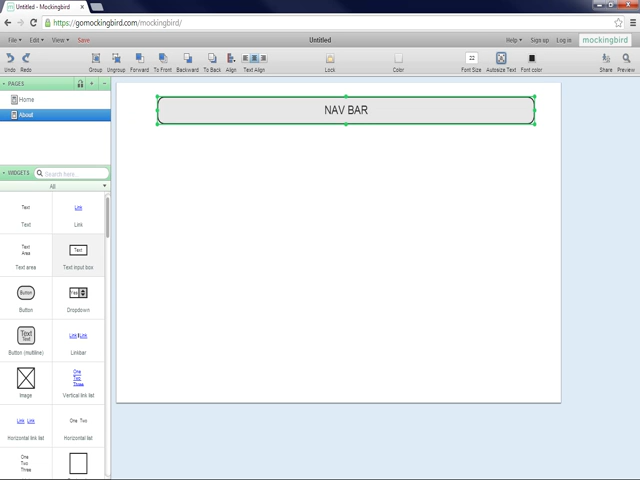 Untitled - Mockingbird
https://gomockingbird.com/mockingbird/
File Edit View Save Untitled Help Sign up Log in mockingbird
Undo Redo Group Ungroup Forward To Front Backward To Back Align Text Align Lock Color Font Size Autosize Text Font color Share Preview
22
PAGES
Home
About
WIDGETS Search here...
All
Text Link
Text Link
Text
Area Text
Text area Text input box
Button
Button Dropdown
Text
Text Link Link
Button (multiline) Linkbar
One
Two
Three
Image Vertical link list
Link Link One Two
Horizontal link list Horizontal list
One
Two
Three
NAV BAR